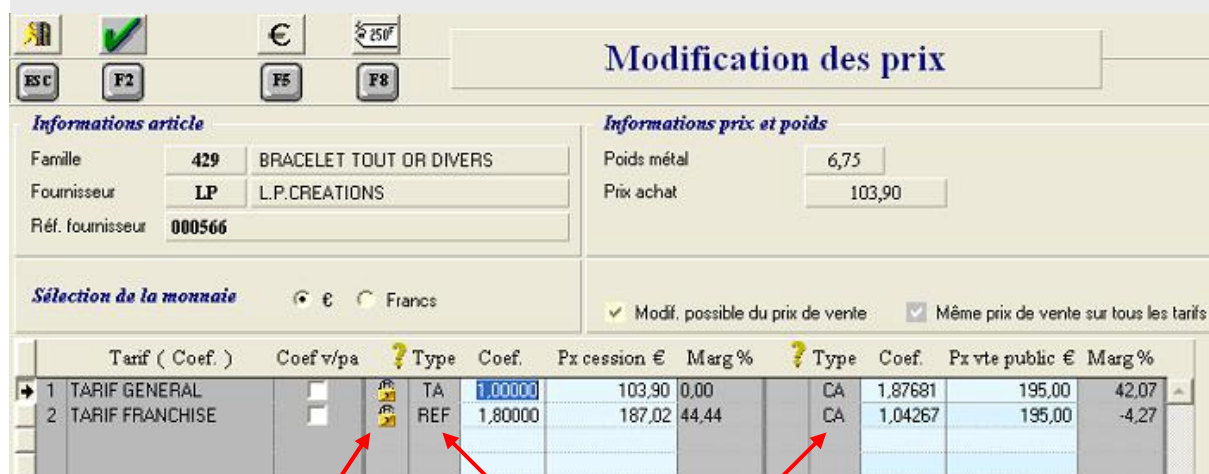 € 250F
Modification des prix
ESC F2 F5 F8
Informations article Informations prix et poids
Famille 429 BRACELET TOUT OR DIVERS Poids métal 6,75
Fournisseur LP L.P.CREATIONS Prix achat 103,90
Réf. fournisseur 000566
Sélection de la monnaie € Francs
Modif. possible du prix de vente Même prix de vente sur tous les tarifs
Tarif ( Coef. ) Coef v/pa ? Type Coef. Px cession € Marg% ? Type Coef. Px vte public € Marg%
1 TARIF GENERAL TA 1,00000 103,90 0,00 CA 1,87681 195,00 42,07
2 TARIF FRANCHISE REF 1,80000 187,02 44,44 CA 1,04267 195,00 -4,27